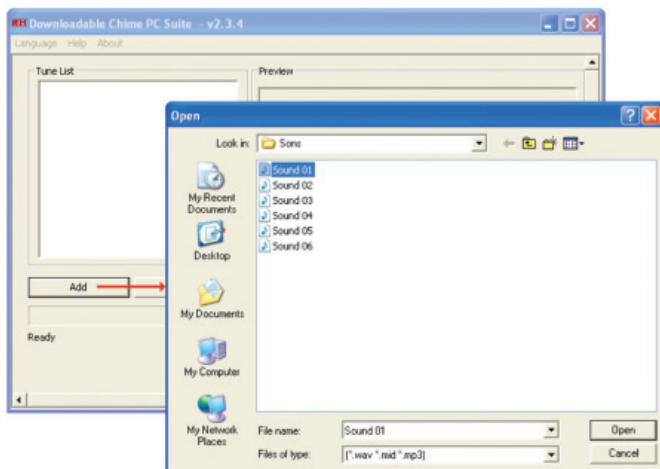 RH Downloadable Chime PC Suite - v2.3.4
Language Help About
Tune List
Preview
Open
Look in:
Sons
Sound 01
Sound 02
Sound 03
Sound 04
Sound 05
Sound 06
My Recent
Documents
Desktop
My Documents
My Computer
My Network
Places
Add
Ready
File name:
Sound 01
Open
Files of type:
(*.wav *.mid *.mp3)
Cancel